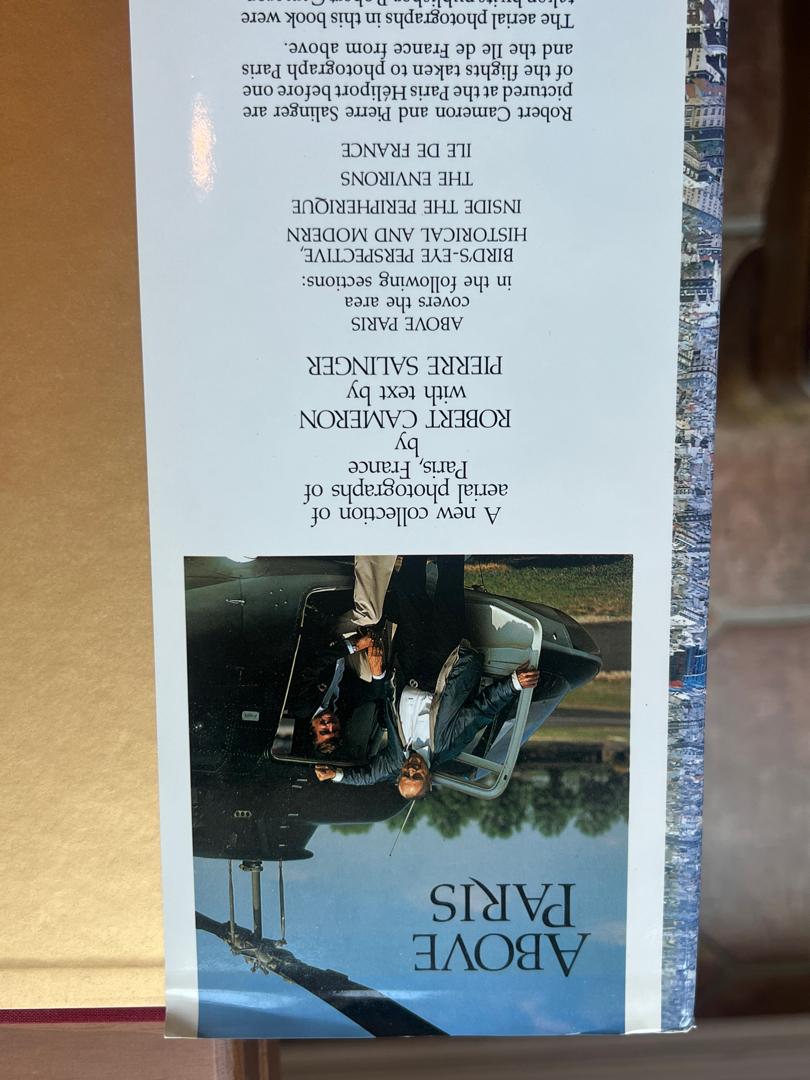 ABOVE
PARIS
A new collection of
aerial photographs of
Paris, France
by
ROBERT CAMERON
with text by
PIERRE SALINGER
ABOVE PARIS
covers the area
in the following sections:
BIRD'S-EYE PERSPECTIVE,
HISTORICAL AND MODERN
INSIDE THE PERIPHERIQUE
THE ENVIRONS
ILE DE FRANCE
Robert Cameron and Pierre Salinger are
pictured at the Paris Héliport before one
of the flights taken to photograph Paris
and the Ile de France from above.
The aerial photographs in this book were